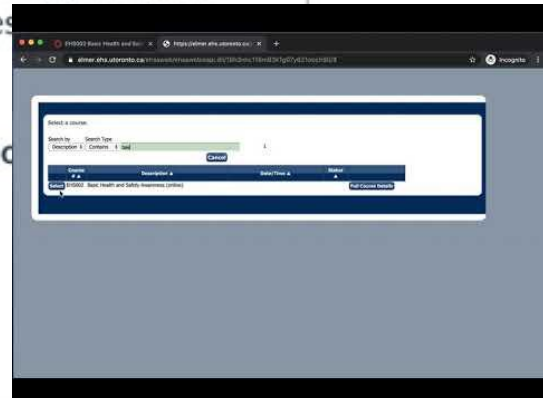 es
EHS002 Basic Health and Saf
https://elmer.ehs.utoronto.ca
elmer.ehs.utoronto.ca
Incognito
c
Select a course.
Search by Search Type
Description Contains
Cancel
Course # Description Date/Time Status
Select EHS002 Basic Health and Safety Awareness (online) Full Course Details